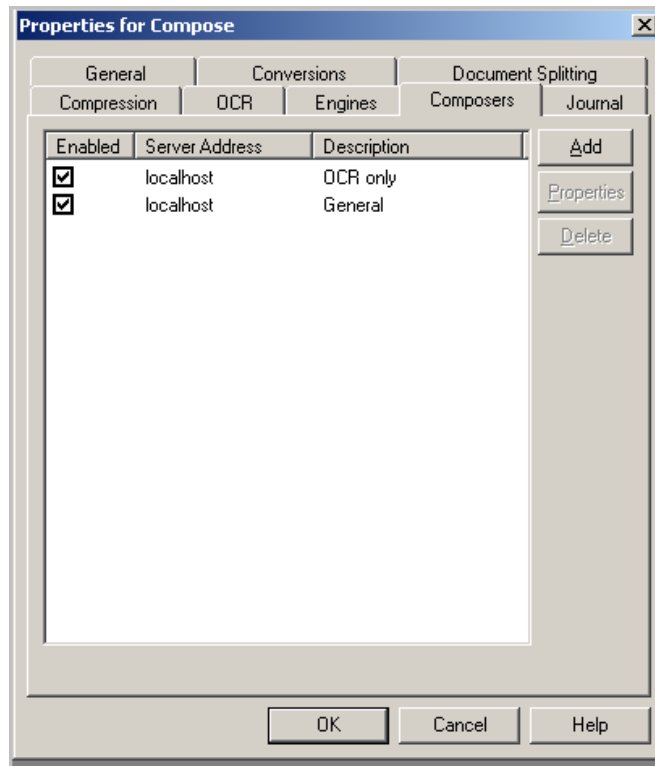 Properties for Compose
General Conversions Document Splitting
Compression OCR Engines Composers Journal
Enabled Server Address Description
localhost OCR only
localhost General
Add
Properties
Delete
OK Cancel Help